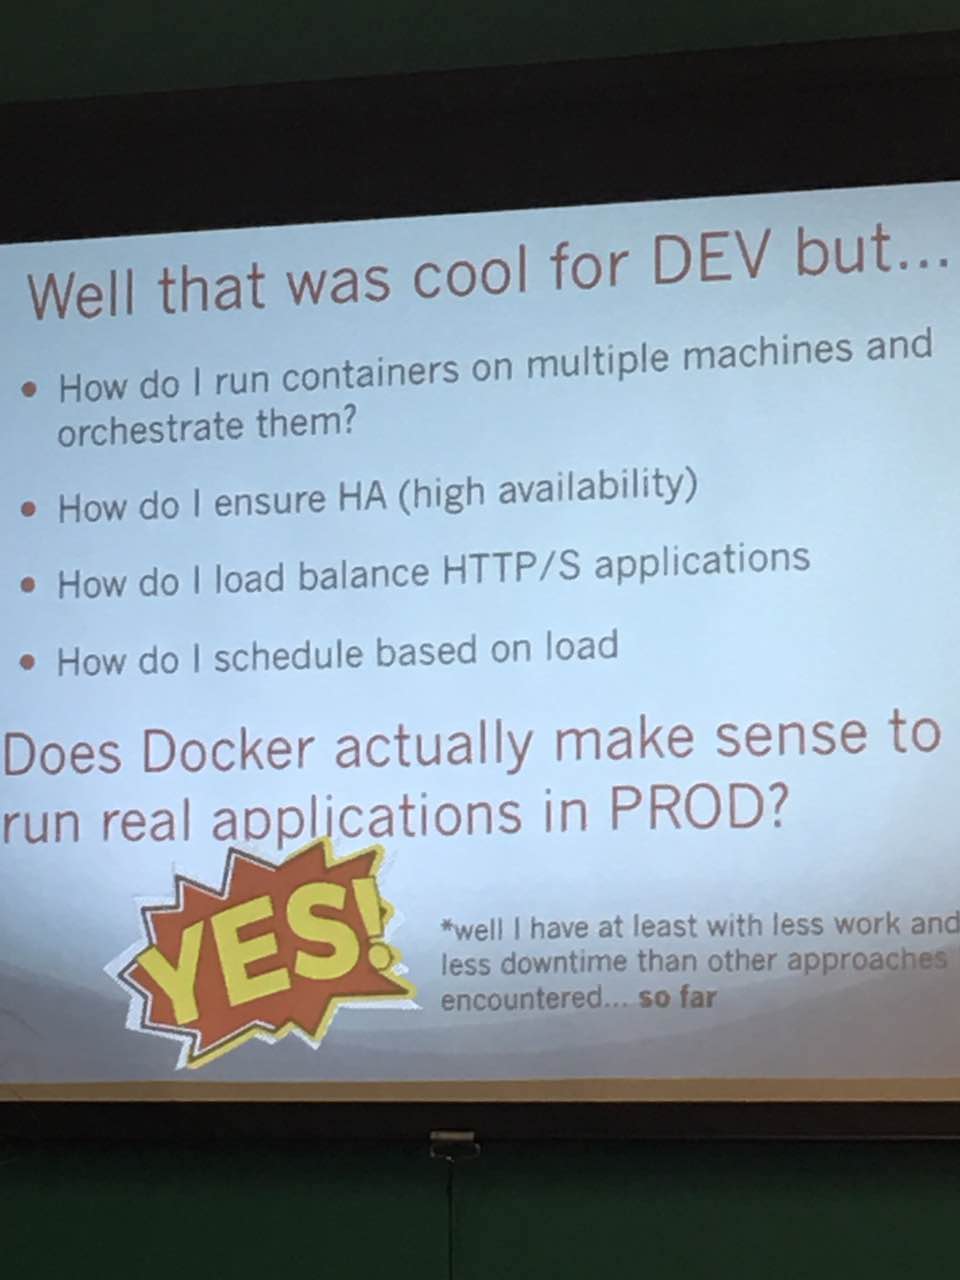 Well that was cool for DEV but...
• How do I run containers on multiple machines and
orchestrate them?
• How do I ensure HA (high availability)
• How do I load balance HTTP/S applications
• How do I schedule based on load
Does Docker actually make sense to
run real applications in PROD?
YES!
*well I have at least with less work and
less downtime than other approaches
encountered... so far